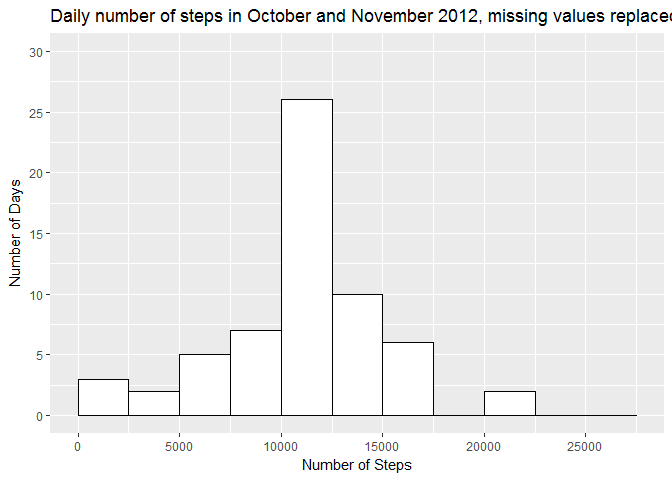 Daily number of steps in October and November 2012, missing values replaced
30
25
20
15
10
5
0
Number of Days
0 5000 10000 15000 20000 25000
Number of Steps